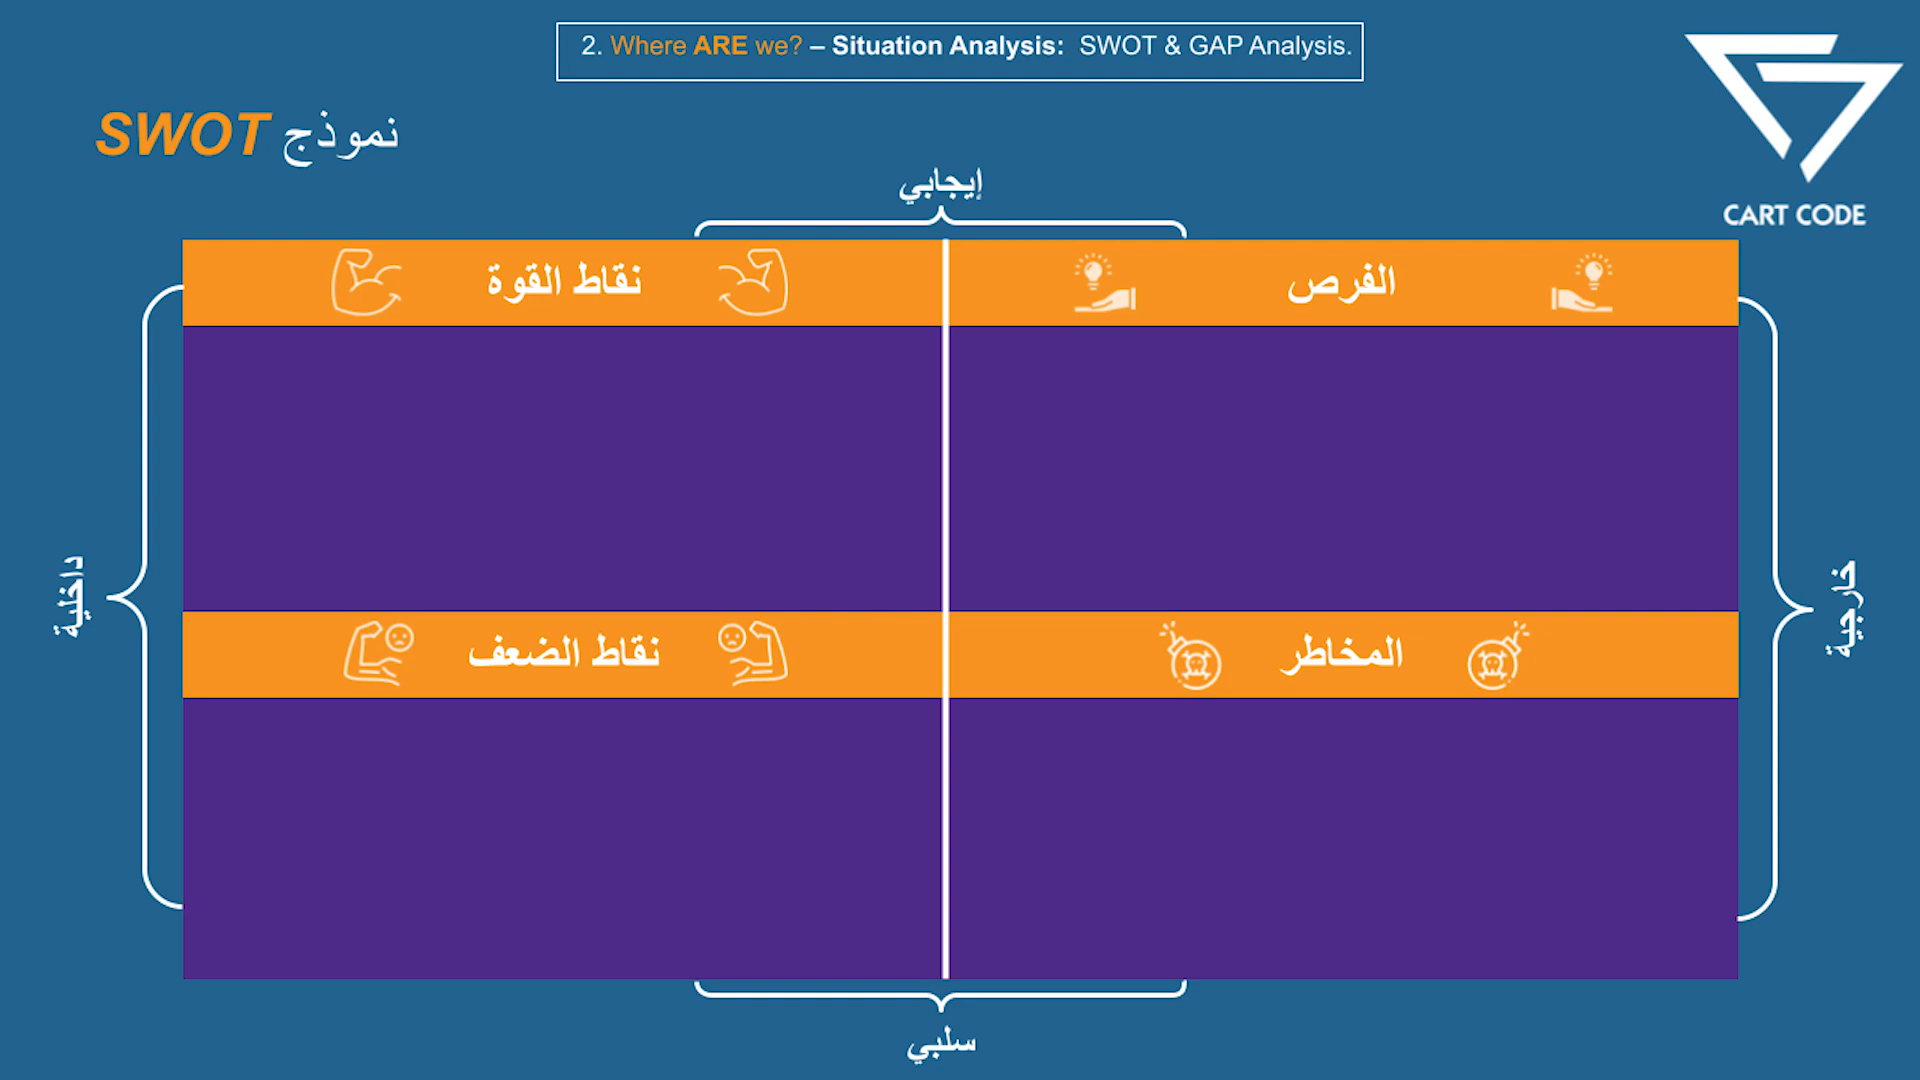 2. Where ARE we? – Situation Analysis: SWOT & GAP Analysis.
نموذج SWOT
CART CODE
إيجابي
نقاط القوة
الفرص
داخلية
خارجية
نقاط الضعف
المخاطر
سلبي